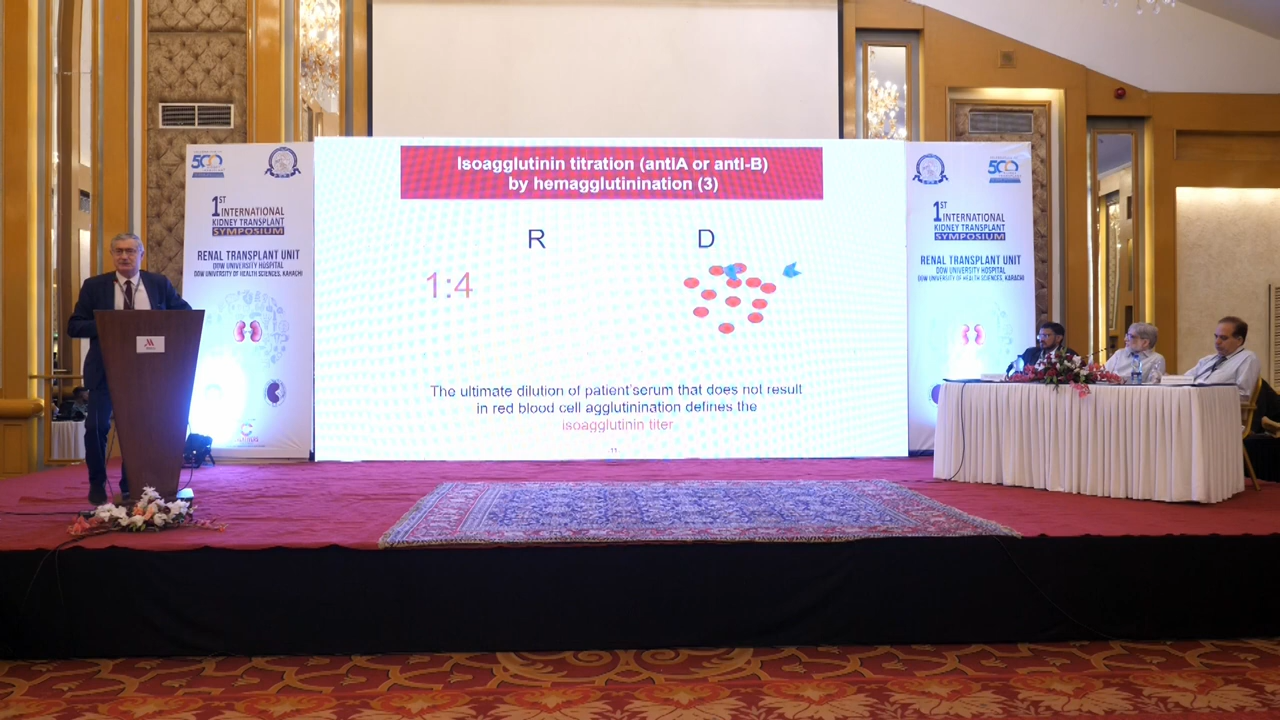 Isoagglutinin titration (antiA or anti-B)
by hemagglutinination (3)
R
D
1:4
The ultimate dilution of patient'serum that does not result
in red blood cell agglutinination defines the
isoagglutinin titer
11
500
1ST
INTERNATIONAL
KIDNEY TRANSPLANT
SYMPOSIUM
RENAL TRANSPLANT UNIT
DOW UNIVERSITY HOSPITAL
DOW UNIVERSITY OF HEALTH SCIENCES, KARACHI
500
1ST
INTERNATIONAL
KIDNEY TRANSPLANT
SYMPOSIUM
RENAL TRANSPLANT UNIT
DOW UNIVERSITY HOSPITAL
DOW UNIVERSITY OF HEALTH SCIENCES, KARACHI